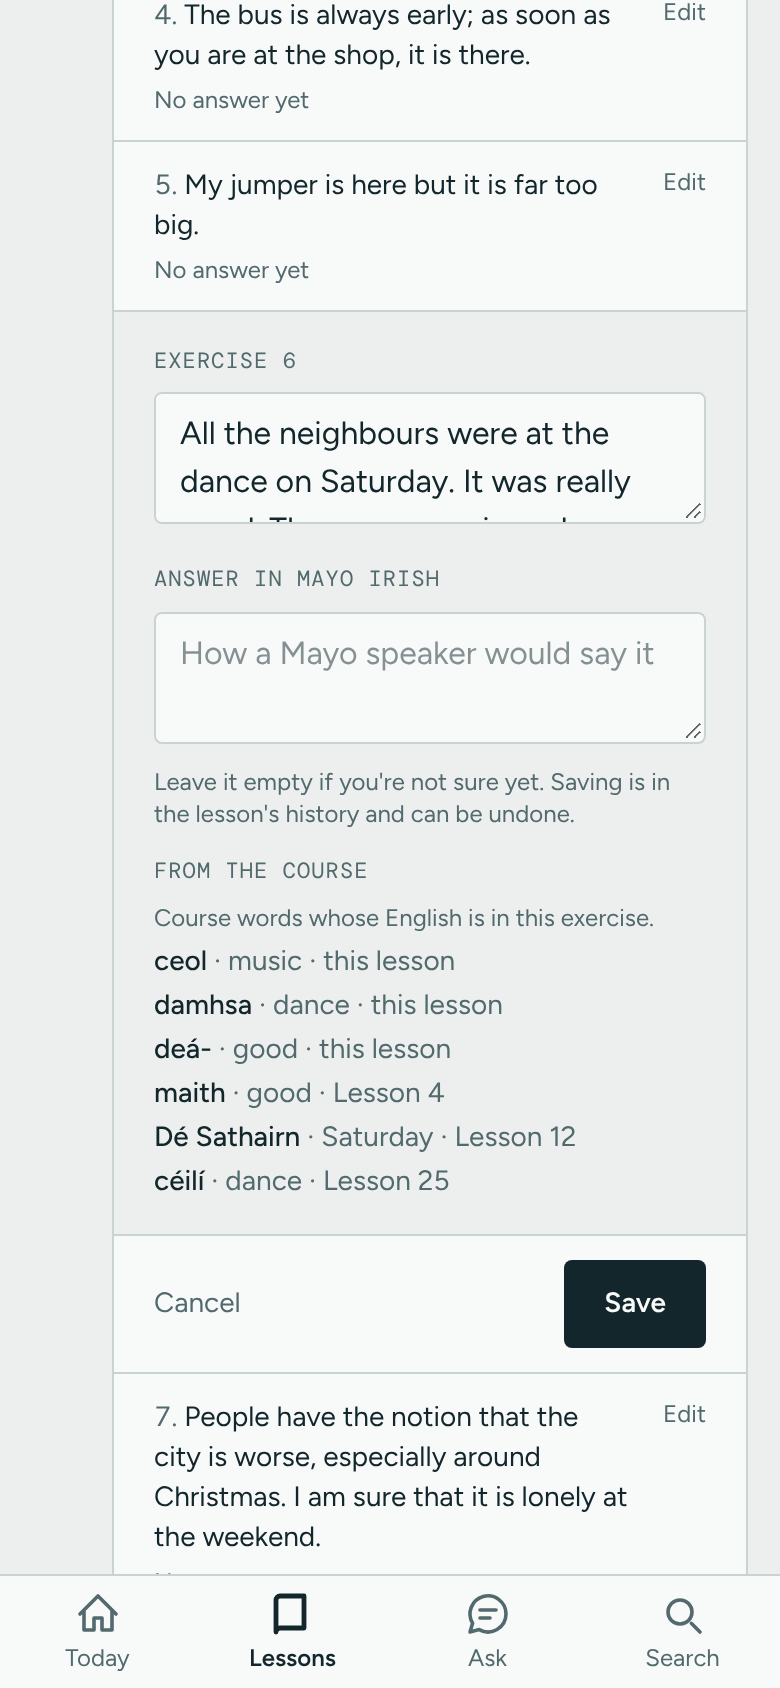 4. The bus is always early; as soon as
you are at the shop, it is there.
Edit
No answer yet
5. My jumper is here but it is far too
big.
Edit
No answer yet
EXERCISE 6
All the neighbours were at the
dance on Saturday. It was really
ANSWER IN MAYO IRISH
How a Mayo speaker would say it
Leave it empty if you're not sure yet. Saving is in
the lesson's history and can be undone.
FROM THE COURSE
Course words whose English is in this exercise.
ceol · music · this lesson
damhsa · dance · this lesson
deá- · good · this lesson
maith · good · Lesson 4
Dé Sathairn · Saturday · Lesson 12
céilí · dance · Lesson 25
Cancel
Save
7. People have the notion that the
city is worse, especially around
Christmas. I am sure that it is lonely at
the weekend.
Edit
Today
Lessons
Ask
Search